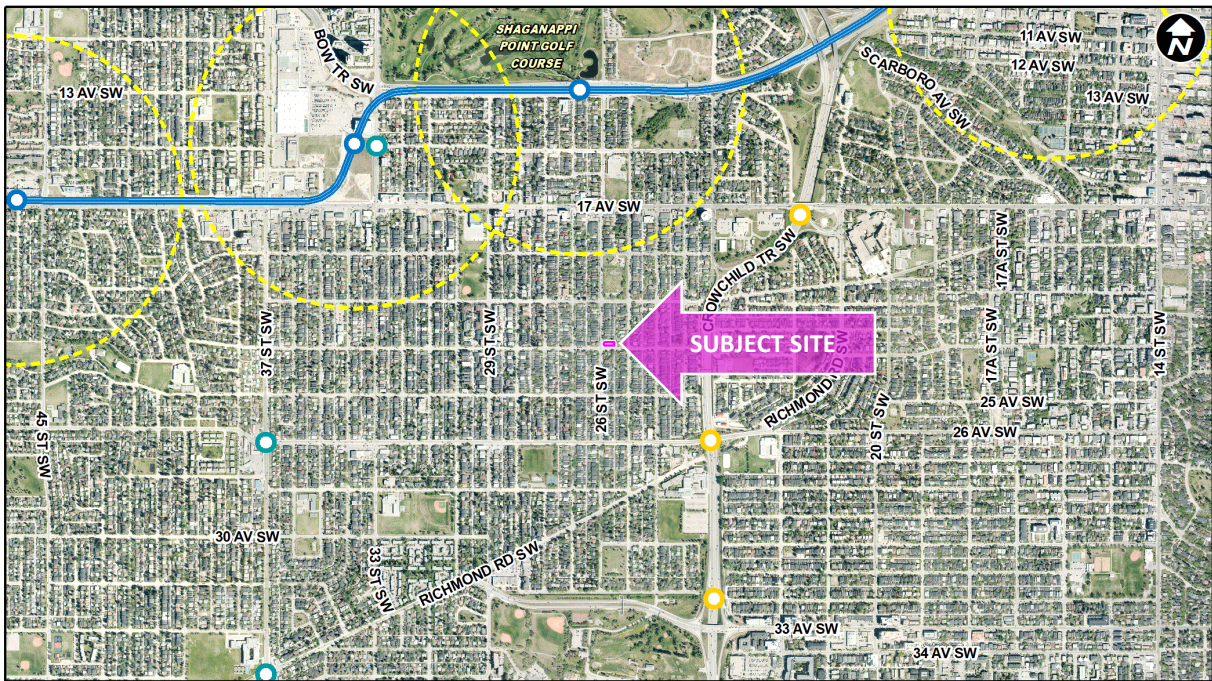 SHAGANAPPI
POINT GOLF
COURSE
BOW TR SW
N
11 AV SW
12 AV SW
13 AV SW
13 AV SW
SCARBORO AV SW
17 AV SW
CROWCHILD TR SW
17A ST SW
SUBJECT SITE
37 ST SW
29 ST SW
26 ST SW
RICHMOND RD SW
17A ST SW
14 ST SW
45 ST SW
20 ST SW
25 AV SW
26 AV SW
30 AV SW
33 ST SW
RICHMOND RD SW
33 AV SW
34 AV SW